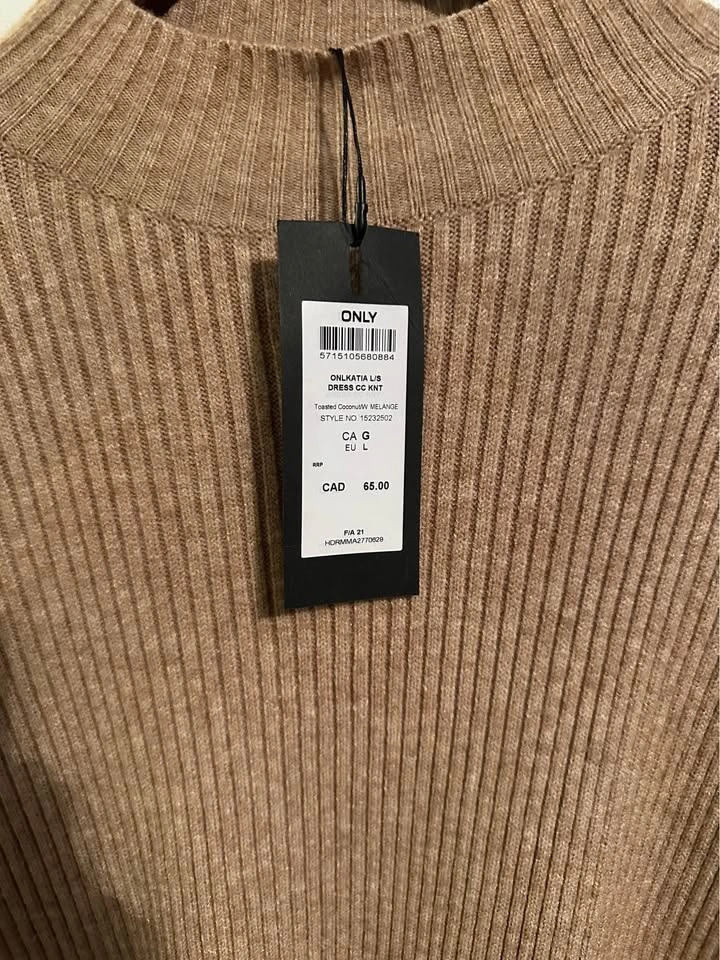 ONLY
5715105680884
ONLKATIA L/S
DRESS CC KNT
Toasted Coconut/W MELANGE
STYLE NO. 15232502
CA G
EU L
RRP
CAD 65.00
F/A 21
HDRMMA2770629